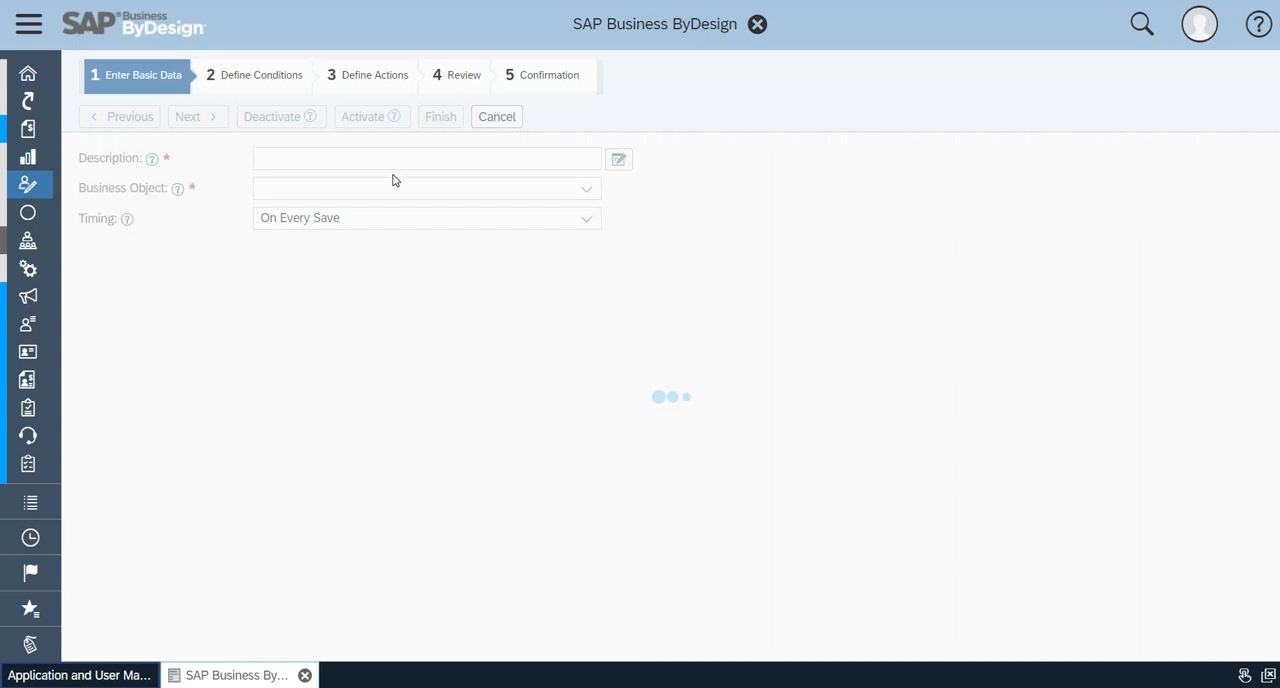 SAP Business ByDesign
SAP Business ByDesign
1 Enter Basic Data
2 Define Conditions
3 Define Actions
4 Review
5 Confirmation
Previous
Next
Deactivate
Activate
Finish
Cancel
Description: *
Business Object: *
Timing:
On Every Save
Application and User Ma...
SAP Business By...